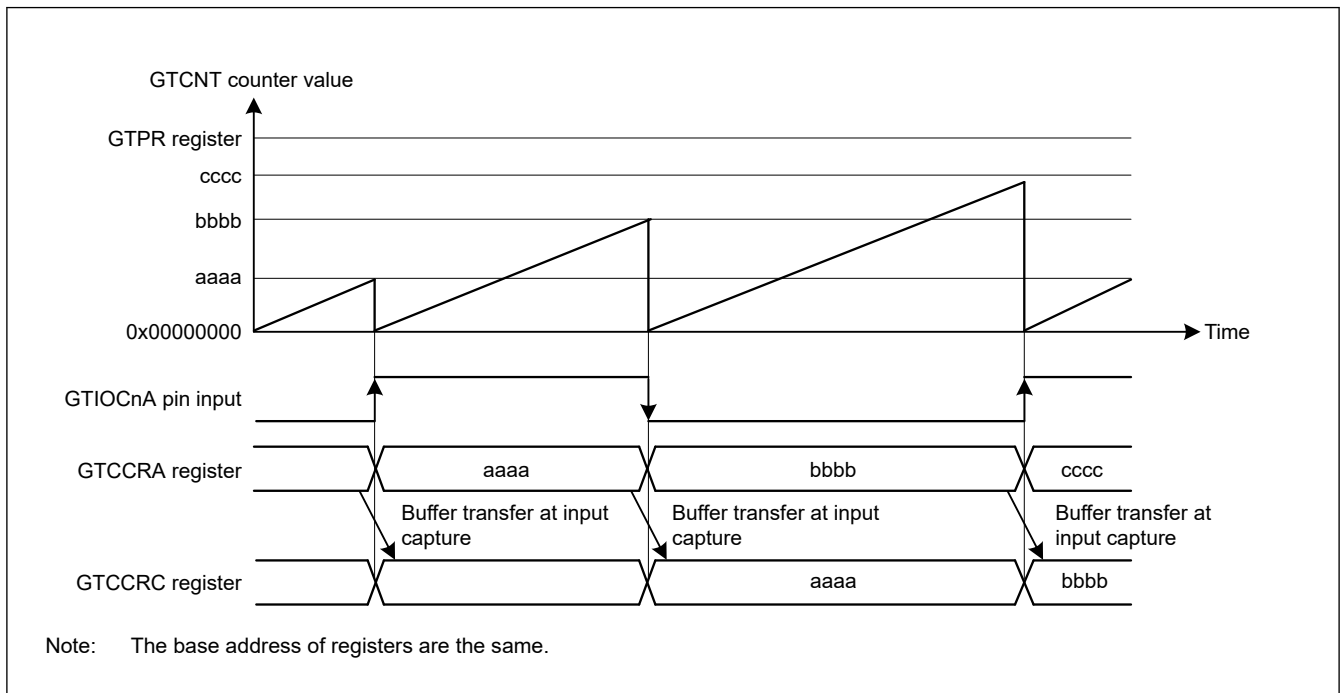 GTCNT counter value
GTPR register
cccc
bbbb
aaaa
0x00000000
Time
GTIOCnA pin input
GTCCRA register
aaaa
bbbb
cccc
Buffer transfer at input
capture
Buffer transfer at input
capture
Buffer transfer at
input capture
GTCCRC register
aaaa
bbbb
Note: The base address of registers are the same.